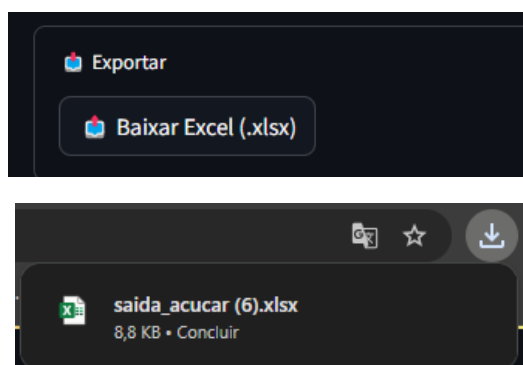 Exportar
Baixar Excel (.xlsx)
saida_acucar (6).xlsx
8,8 KB • Concluir